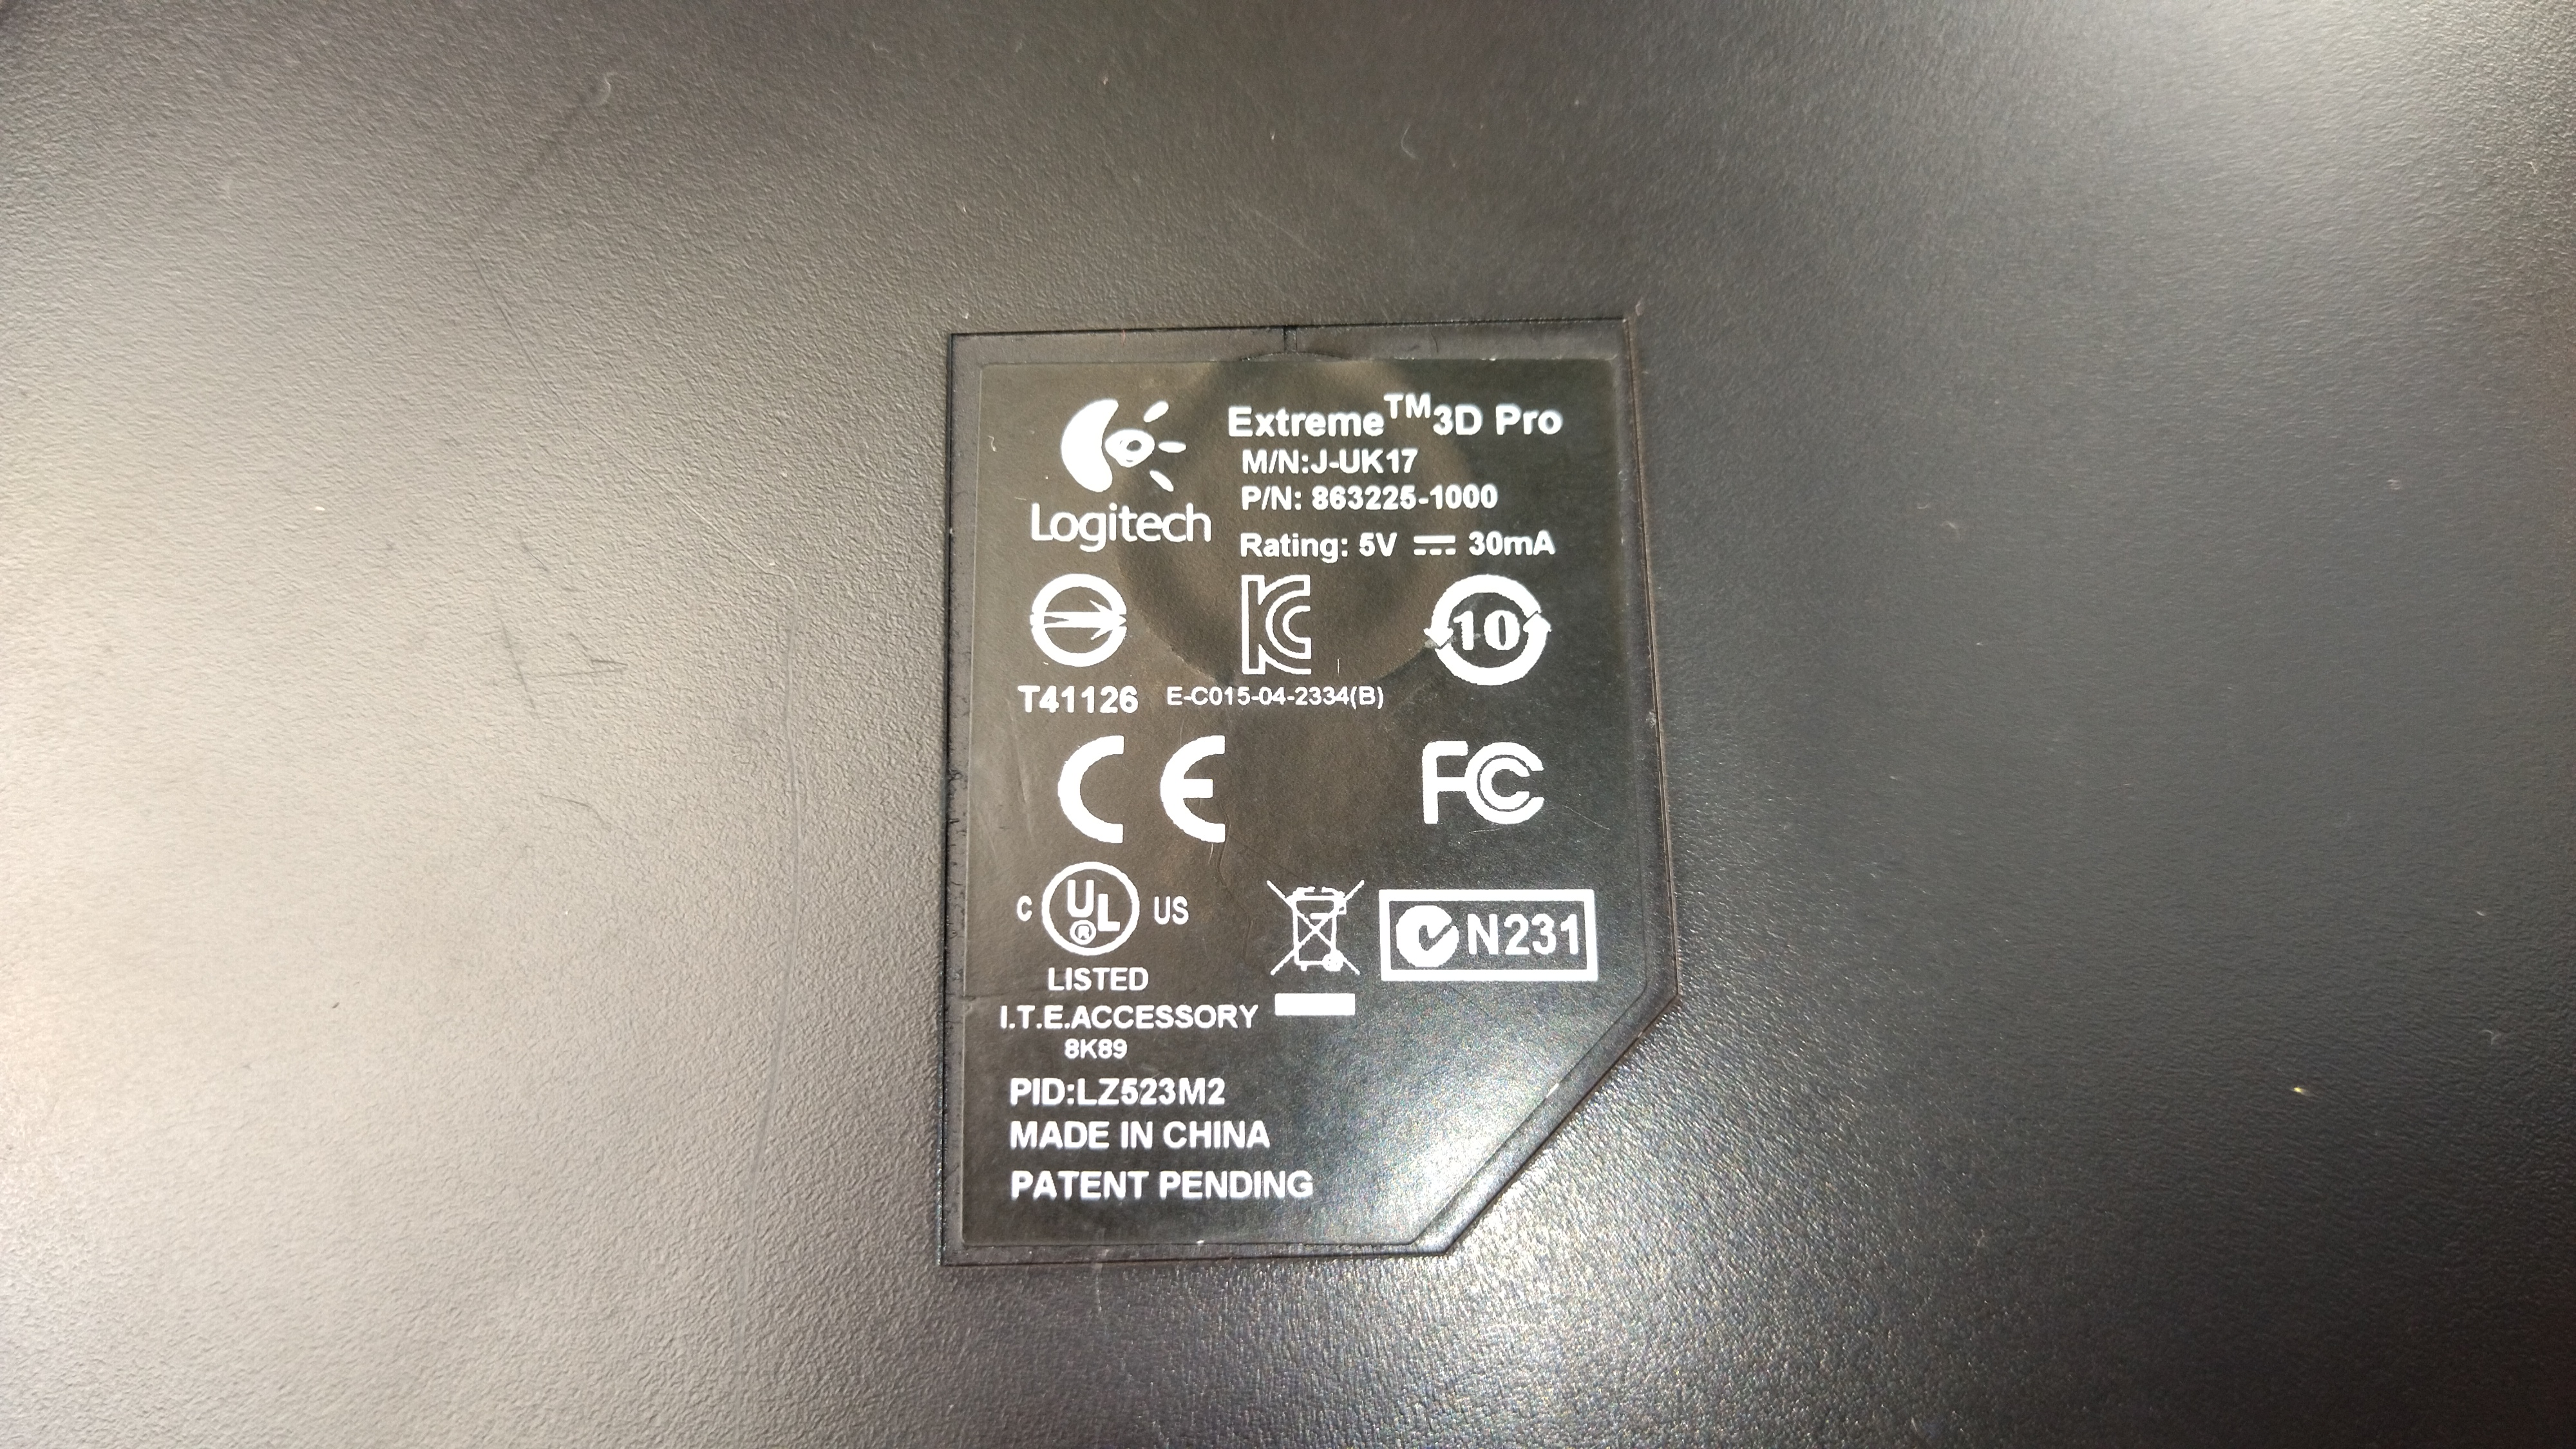 Logitech
Extreme™3D Pro
M/N:J-UK17
P/N: 863225-1000
Rating: 5V ⎓ 30mA
10
T41126
E-C015-04-2334(B)
CE
FC
C UL® US
LISTED
N231
I.T.E.ACCESSORY
8K89
PID:LZ523M2
MADE IN CHINA
PATENT PENDING